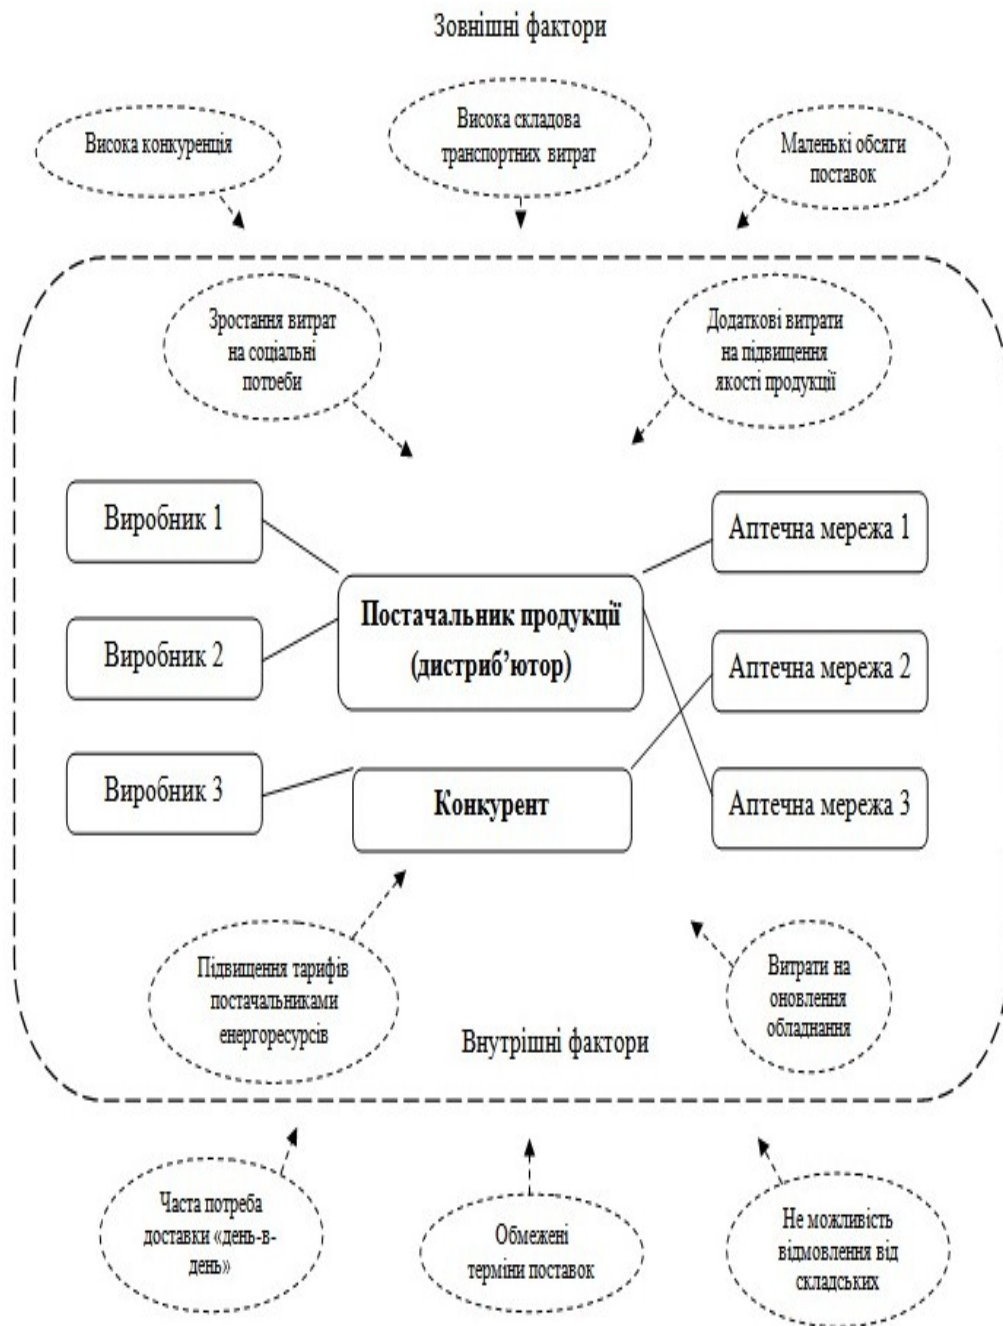 Зовнішні фактори
Висока конкуренція
Висока складова
транспортних витрат
Маленькі обсяги
поставок
Зростання витрат
на соціальні
потреби
Додаткові витрати
на підвищення
якості продукції
Виробник 1
Аптечна мережа 1
Постачальник продукції
(дистриб’ютор)
Виробник 2
Аптечна мережа 2
Виробник 3
Конкурент
Аптечна мережа 3
Підвищення тарифів
постачальниками
енергоресурсів
Витрати на
оновлення
обладнання
Внутрішні фактори
Часта потреба
доставки «день-в-
день»
Обмежені
терміни поставок
Не можливість
відмовлення від
складських